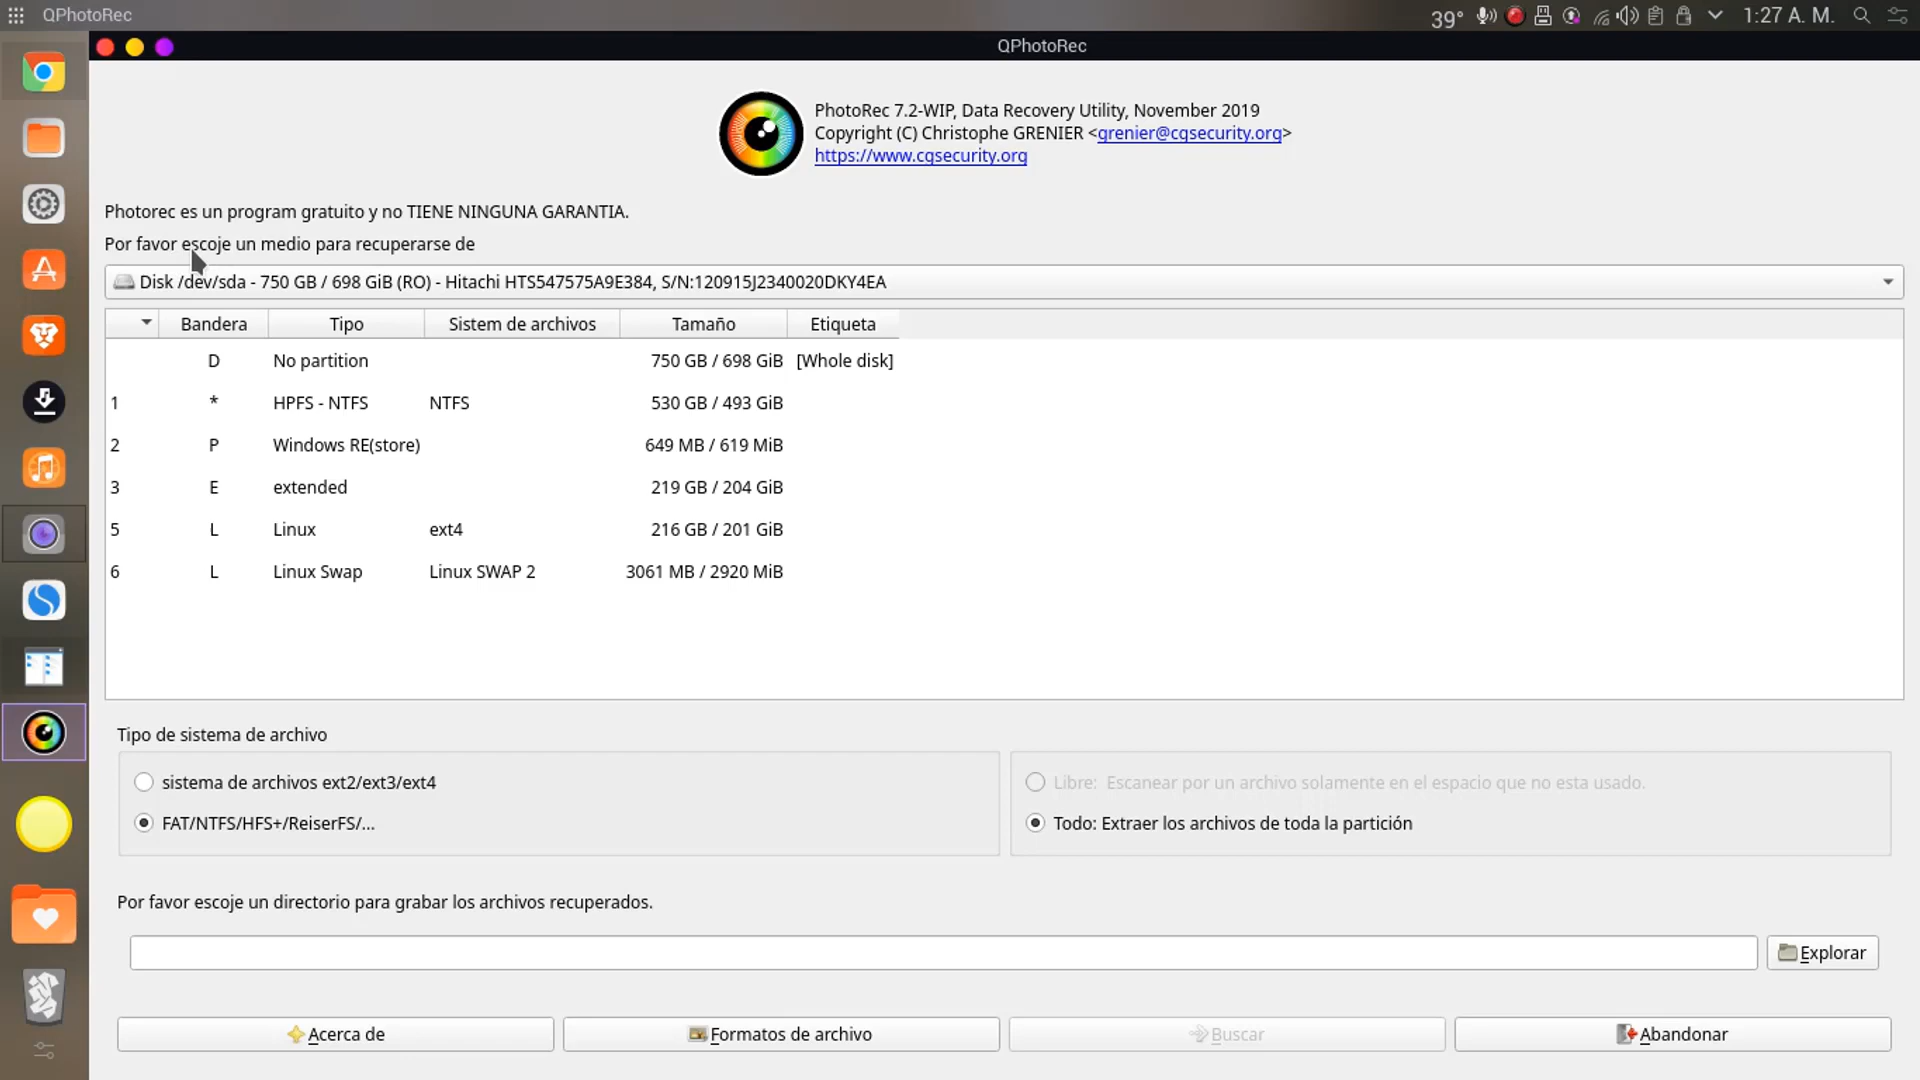 QPhotoRec
39°
1:27 A. M.
QPhotoRec
PhotoRec 7.2-WIP, Data Recovery Utility, November 2019
Copyright (C) Christophe GRENIER <grenier@cgsecurity.org>
https://www.cgsecurity.org
Photorec es un program gratuito y no TIENE NINGUNA GARANTIA.
Por favor escoje un medio para recuperarse de
Disk /dev/sda - 750 GB / 698 GiB (RO) - Hitachi HTS547575A9E384, S/N:120915J2340020DKY4EA
Bandera Tipo Sistem de archivos Tamaño Etiqueta
D No partition 750 GB / 698 GiB [Whole disk]
1 * HPFS - NTFS NTFS 530 GB / 493 GiB
2 P Windows RE(store) 649 MB / 619 MiB
3 E extended 219 GB / 204 GiB
5 L Linux ext4 216 GB / 201 GiB
6 L Linux Swap Linux SWAP 2 3061 MB / 2920 MiB
Tipo de sistema de archivo
sistema de archivos ext2/ext3/ext4
FAT/NTFS/HFS+/ReiserFS/...
Libre: Escanear por un archivo solamente en el espacio que no esta usado.
Todo: Extraer los archivos de toda la partición
Por favor escoje un directorio para grabar los archivos recuperados.
Explorar
Acerca de
Formatos de archivo
Buscar
Abandonar